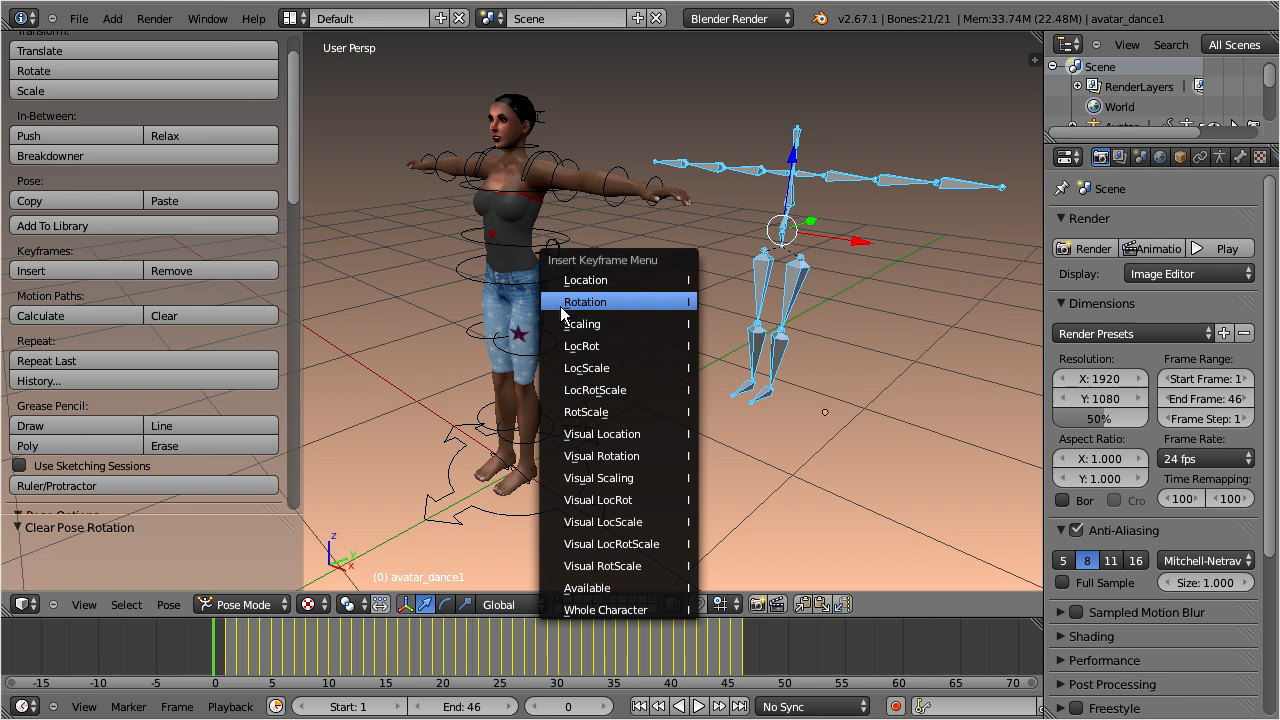 File Add Render Window Help Default Scene Blender Render v2.67.1 | Bones:21/21 | Mem:33.74M (22.48M) | avatar_dance1
Transform:
Translate
Rotate
Scale
In-Between:
Push Relax
Breakdowner
Pose:
Copy Paste
Add To Library
Keyframes:
Insert Remove
Motion Paths:
Calculate Clear
Repeat:
Repeat Last
History...
Grease Pencil:
Draw Line
Poly Erase
Use Sketching Sessions
Ruler/Protractor
Pose Options
Clear Pose Rotation
User Persp
Insert Keyframe Menu
Location I
Rotation I
Scaling I
LocRot I
LocScale I
LocRotScale I
RotScale I
Visual Location I
Visual Rotation I
Visual Scaling I
Visual LocRot I
Visual LocScale I
Visual LocRotScale I
Visual RotScale I
Available I
Whole Character I
z
y
x
(0) avatar_dance1
View Select Pose Pose Mode Global
-15 -10 -5 0 5 10 15 20 25 30 35 40 45 50 55 60 65 70
View Marker Frame Playback Start: 1 End: 46 0 No Sync
View Search All Scenes
Scene
RenderLayers
World
Scene
Render
Render Animatio Play
Display: Image Editor
Dimensions
Render Presets
Resolution: Frame Range:
X: 1920 Start Frame: 1
Y: 1080 End Frame: 46
50% Frame Step: 1
Aspect Ratio: Frame Rate:
X: 1.000 24 fps
Y: 1.000 Time Remapping:
Bor Cro 100 100
Anti-Aliasing
5 8 11 16 Mitchell-Netrav
Full Sample Size: 1.000
Sampled Motion Blur
Shading
Performance
Post Processing
Freestyle